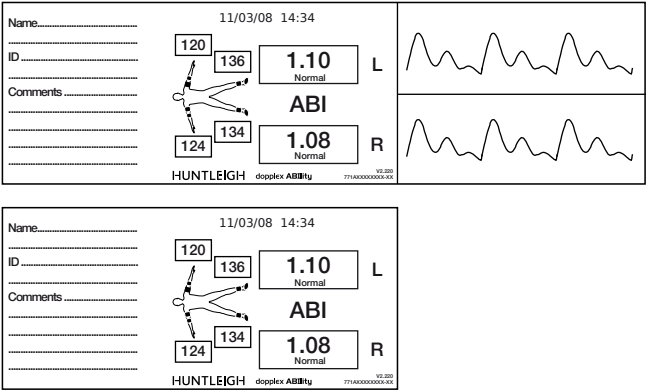 Name
11/03/08 14:34
120
136
1.10
Normal
L
ID
Comments
ABI
134
124
1.08
Normal
R
HUNTLEIGH dopplex ABIlity
V2.220
771AXXXXXXXX-XX
Name
11/03/08 14:34
120
136
1.10
Normal
L
ID
Comments
ABI
134
124
1.08
Normal
R
HUNTLEIGH dopplex ABIlity
V2.220